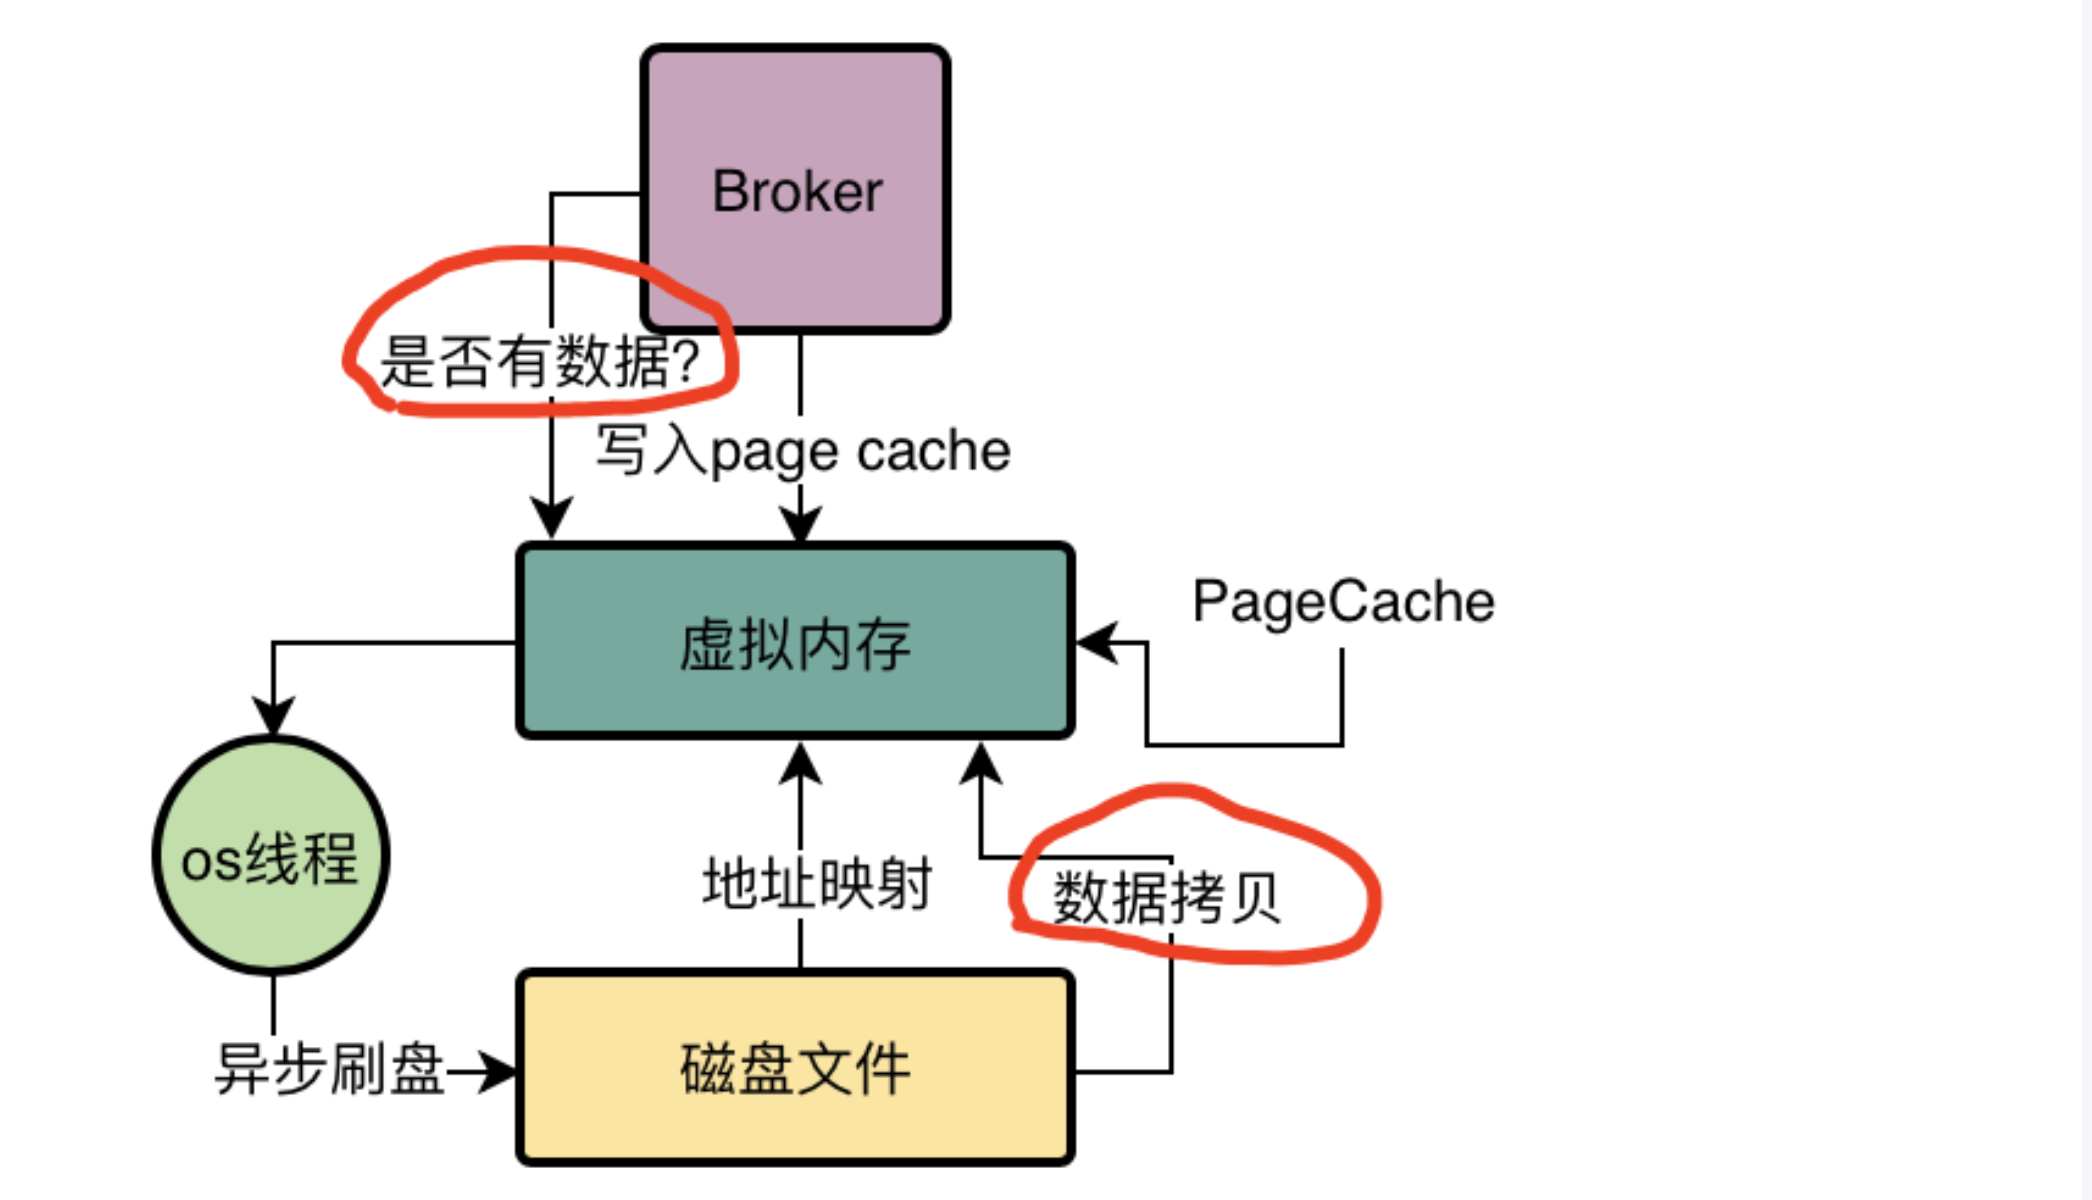 Broker
是否有数据?
写入page cache
PageCache
虚拟内存
os线程
地址映射
数据拷贝
异步刷盘
磁盘文件